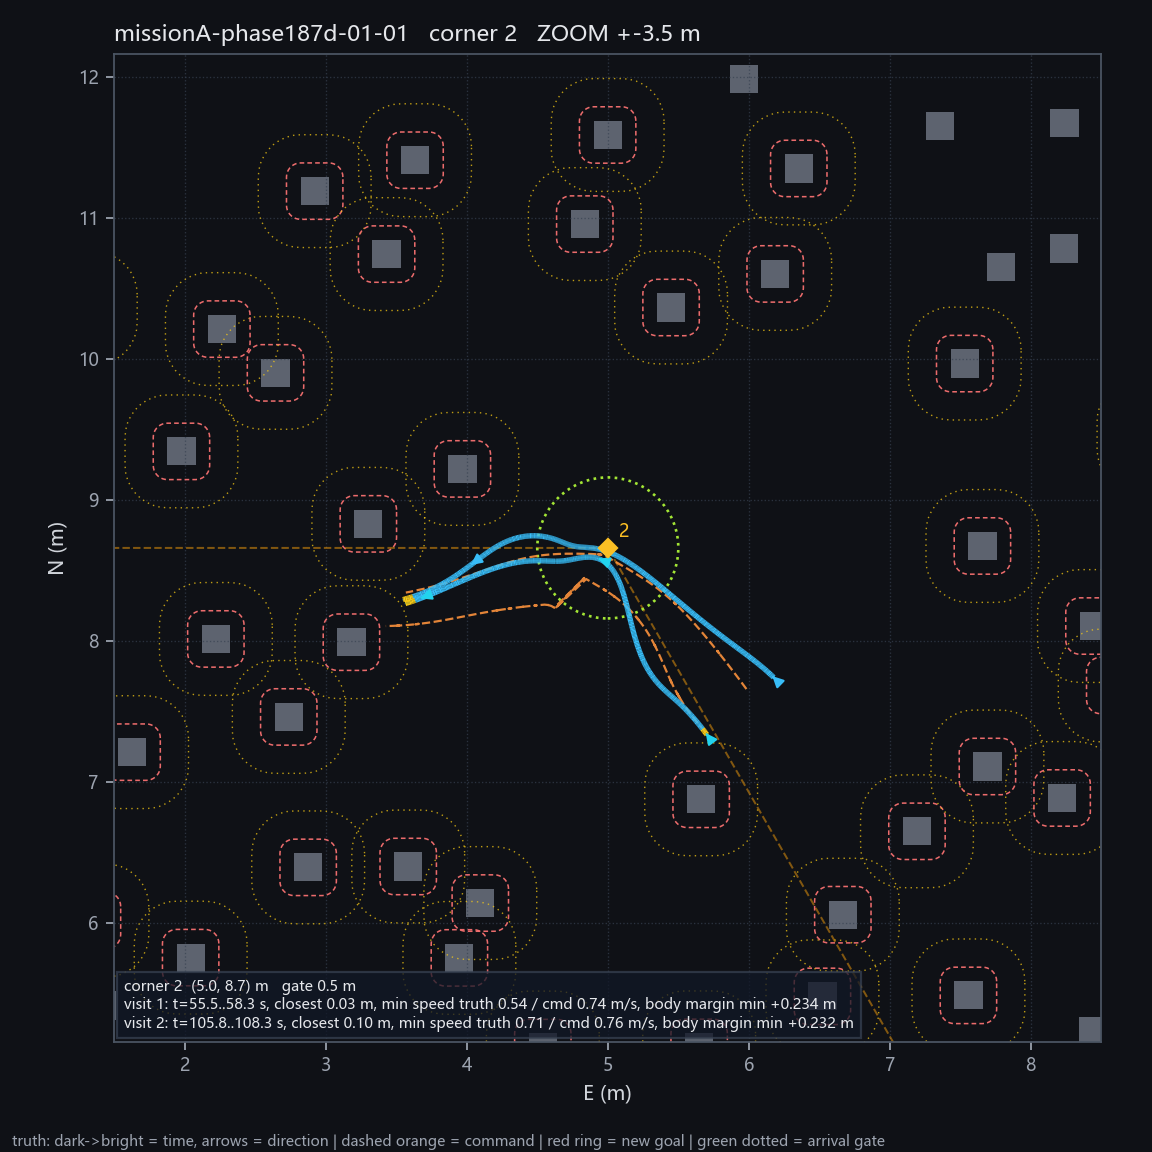 missionA-phase187d-01-01   corner 2   ZOOM +-3.5 m
12
11
10
9
8
7
6
N (m)
2
corner 2  (5.0, 8.7) m   gate 0.5 m
visit 1: t=55.5..58.3 s, closest 0.03 m, min speed truth 0.54 / cmd 0.74 m/s, body margin min +0.234 m
visit 2: t=105.8..108.3 s, closest 0.10 m, min speed truth 0.71 / cmd 0.76 m/s, body margin min +0.232 m
2 3 4 5 6 7 8
E (m)
truth: dark->bright = time, arrows = direction | dashed orange = command | red ring = new goal | green dotted = arrival gate